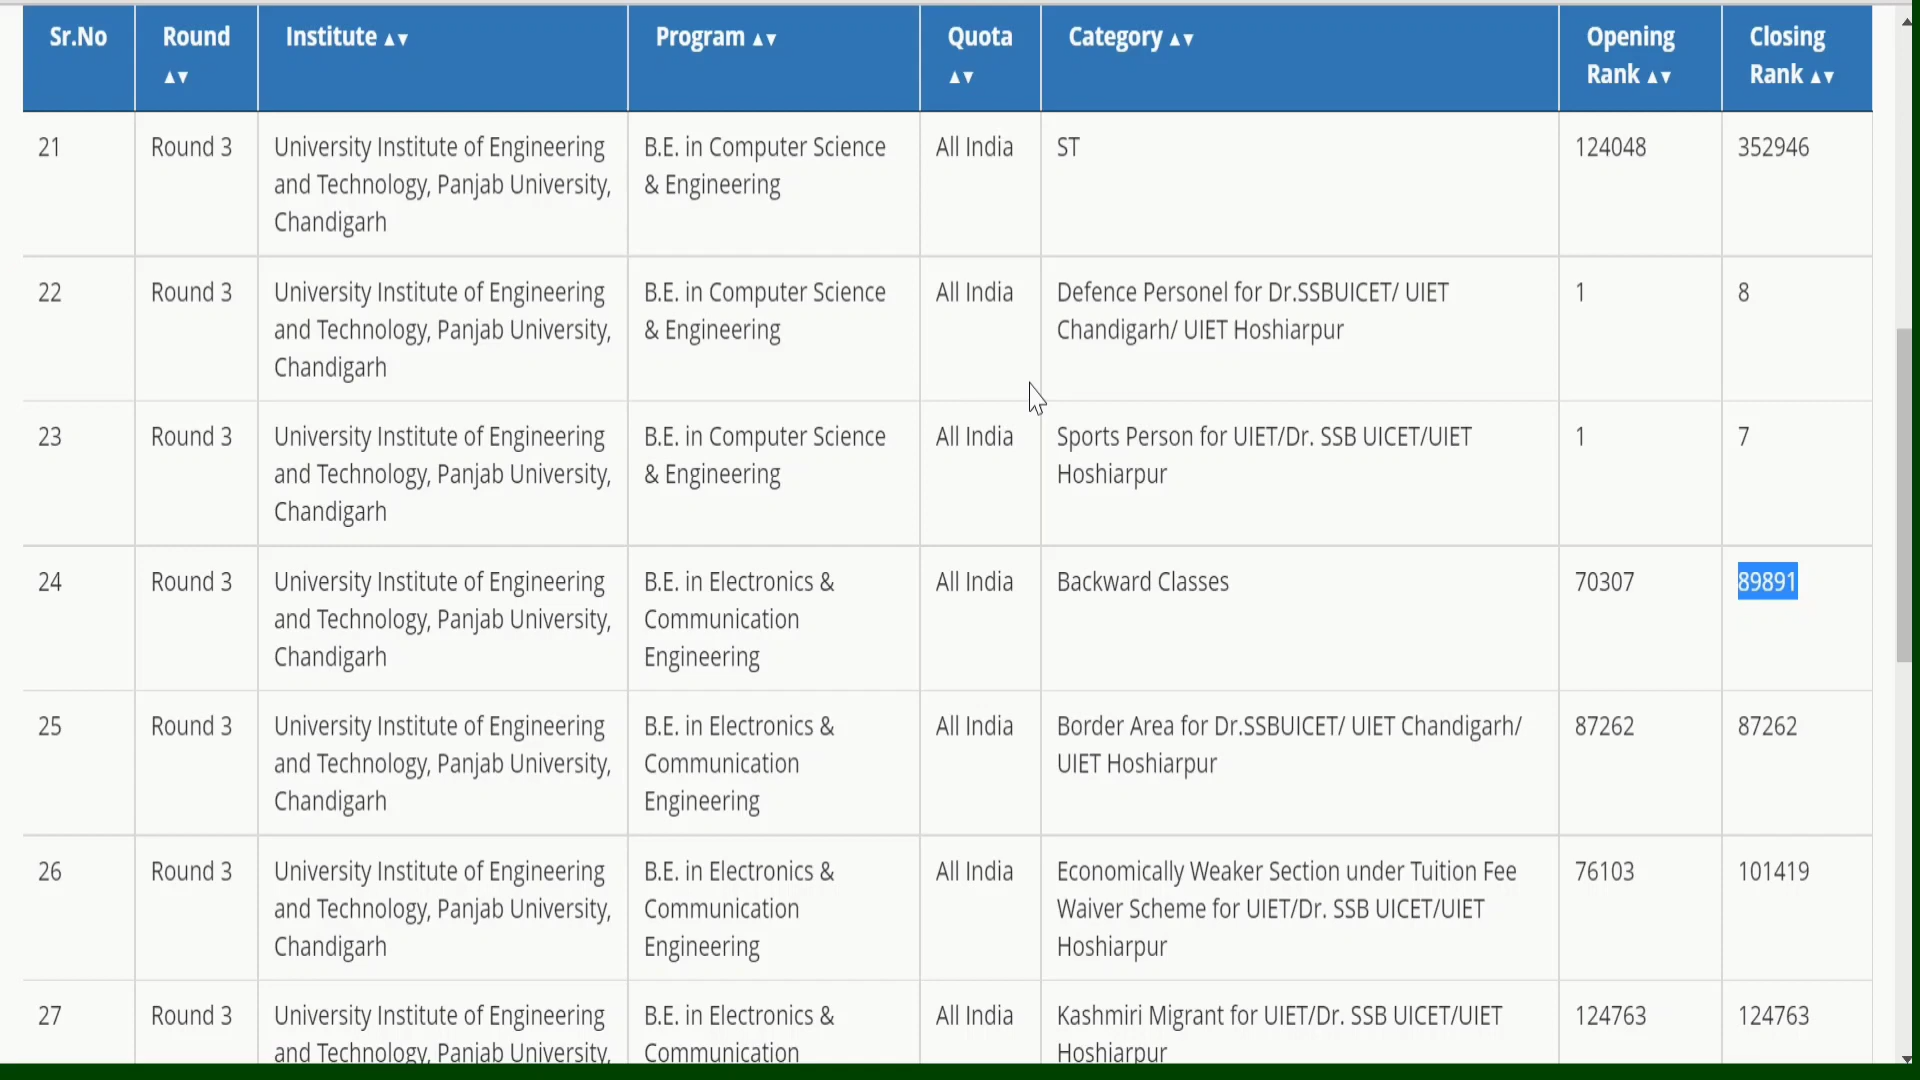 Sr.No Round ▲▼ Institute ▲▼ Program ▲▼ Quota ▲▼ Category ▲▼ Opening Rank ▲▼ Closing Rank ▲▼
21 Round 3 University Institute of Engineering B.E. in Computer Science All India ST 124048 352946
and Technology, Panjab University, & Engineering
Chandigarh
22 Round 3 University Institute of Engineering B.E. in Computer Science All India Defence Personel for Dr.SSBUICET/ UIET 1 8
and Technology, Panjab University, & Engineering Chandigarh/ UIET Hoshiarpur
Chandigarh
23 Round 3 University Institute of Engineering B.E. in Computer Science All India Sports Person for UIET/Dr. SSB UICET/UIET 1 7
and Technology, Panjab University, & Engineering Hoshiarpur
Chandigarh
24 Round 3 University Institute of Engineering B.E. in Electronics & All India Backward Classes 70307 89891
and Technology, Panjab University, Communication
Chandigarh Engineering
25 Round 3 University Institute of Engineering B.E. in Electronics & All India Border Area for Dr.SSBUICET/ UIET Chandigarh/ 87262 87262
and Technology, Panjab University, Communication UIET Hoshiarpur
Chandigarh Engineering
26 Round 3 University Institute of Engineering B.E. in Electronics & All India Economically Weaker Section under Tuition Fee 76103 101419
and Technology, Panjab University, Communication Waiver Scheme for UIET/Dr. SSB UICET/UIET
Chandigarh Engineering Hoshiarpur
27 Round 3 University Institute of Engineering B.E. in Electronics & All India Kashmiri Migrant for UIET/Dr. SSB UICET/UIET 124763 124763
and Technology, Panjab University, Communication Hoshiarpur